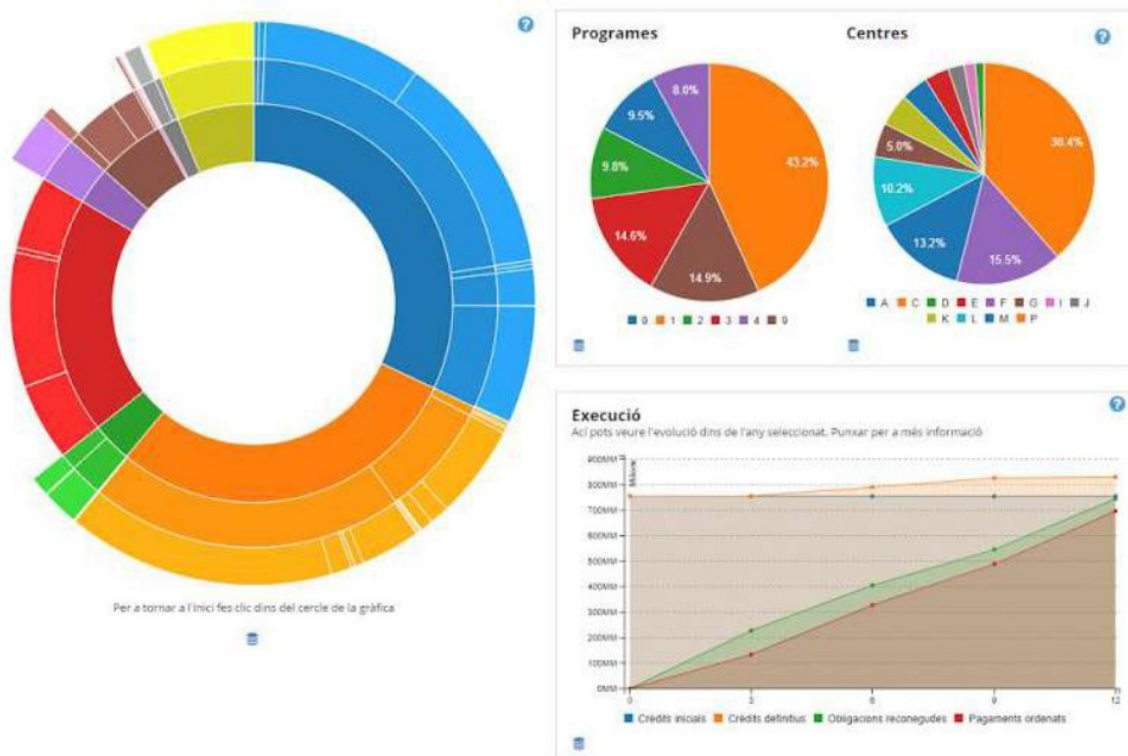 Per a tornar a l'inici fes clic dins del cercle de la gràfica
?
Programes
Centres
?
8.0%
9.5%
9.8%
14.6%
14.9%
43.2%
5.0%
10.2%
13.2%
15.5%
0 1 2 3 4 9
A C D E F G I J
K L M P
Execució
?
Ací pots veure l'evolució dins de l'any seleccionat. Punxar per a més informació
900MM
800MM
700MM
600MM
500MM
400MM
300MM
200MM
100MM
0MM
0 3 6 9 12
Crèdits inicials Crèdits definitius Obligacions reconegudes Pagaments ordenats